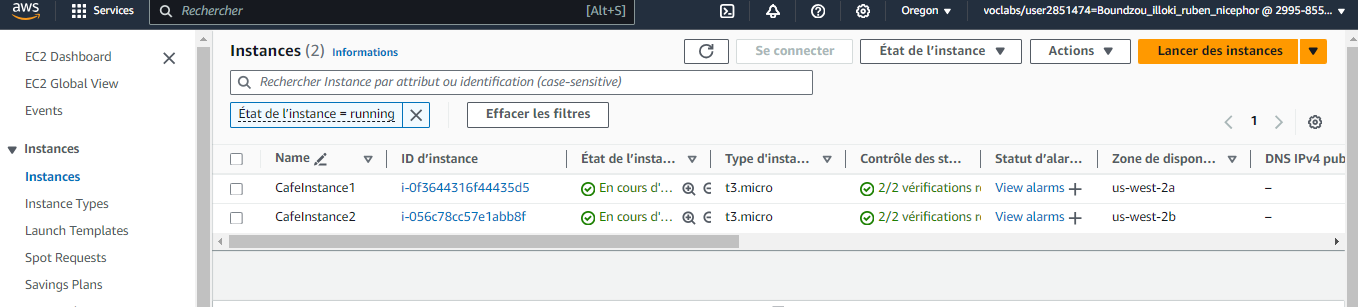 aws Services Rechercher [Alt+S] Oregon voclabs/user2851474=Boundzou_illoki_ruben_nicephor @ 2995-855...
EC2 Dashboard
EC2 Global View
Events
Instances
Instances
Instance Types
Launch Templates
Spot Requests
Savings Plans
Instances (2) Informations Se connecter État de l'instance Actions Lancer des instances
Rechercher Instance par attribut ou identification (case-sensitive)
État de l'instance = running Effacer les filtres
1
Name ID d'instance État de l'insta... Type d'insta... Contrôle des st... Statut d'alar... Zone de dispon... DNS IPv4 pub
CafeInstance1 i-0f3644316f44435d5 En cours d'... t3.micro 2/2 vérifications r View alarms us-west-2a –
CafeInstance2 i-056c78cc57e1abb8f En cours d'... t3.micro 2/2 vérifications r View alarms us-west-2b –